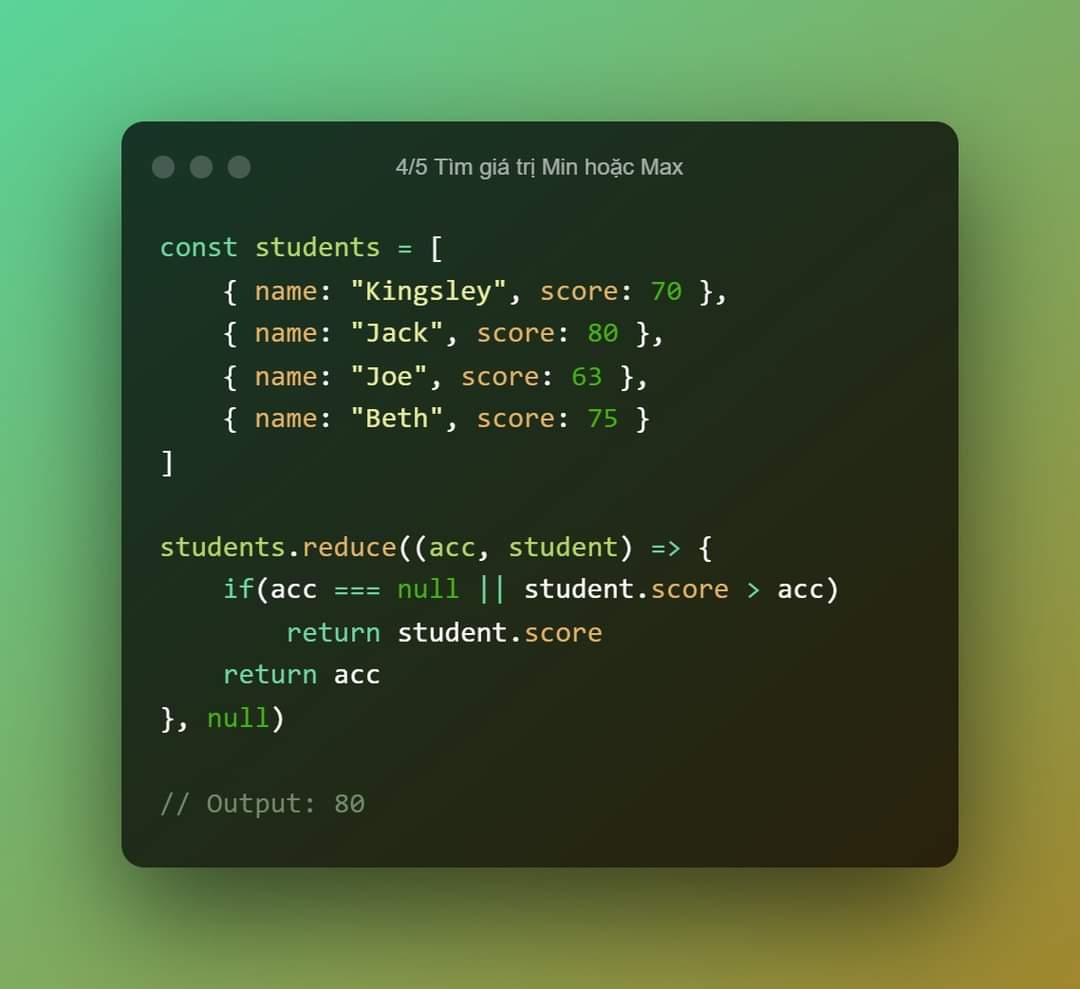 4/5 Tìm giá trị Min hoặc Max
const students = [
    { name: "Kingsley", score: 70 },
    { name: "Jack", score: 80 },
    { name: "Joe", score: 63 },
    { name: "Beth", score: 75 }
]
students.reduce((acc, student) => {
    if(acc === null || student.score > acc)
        return student.score
    return acc
}, null)
// Output: 80